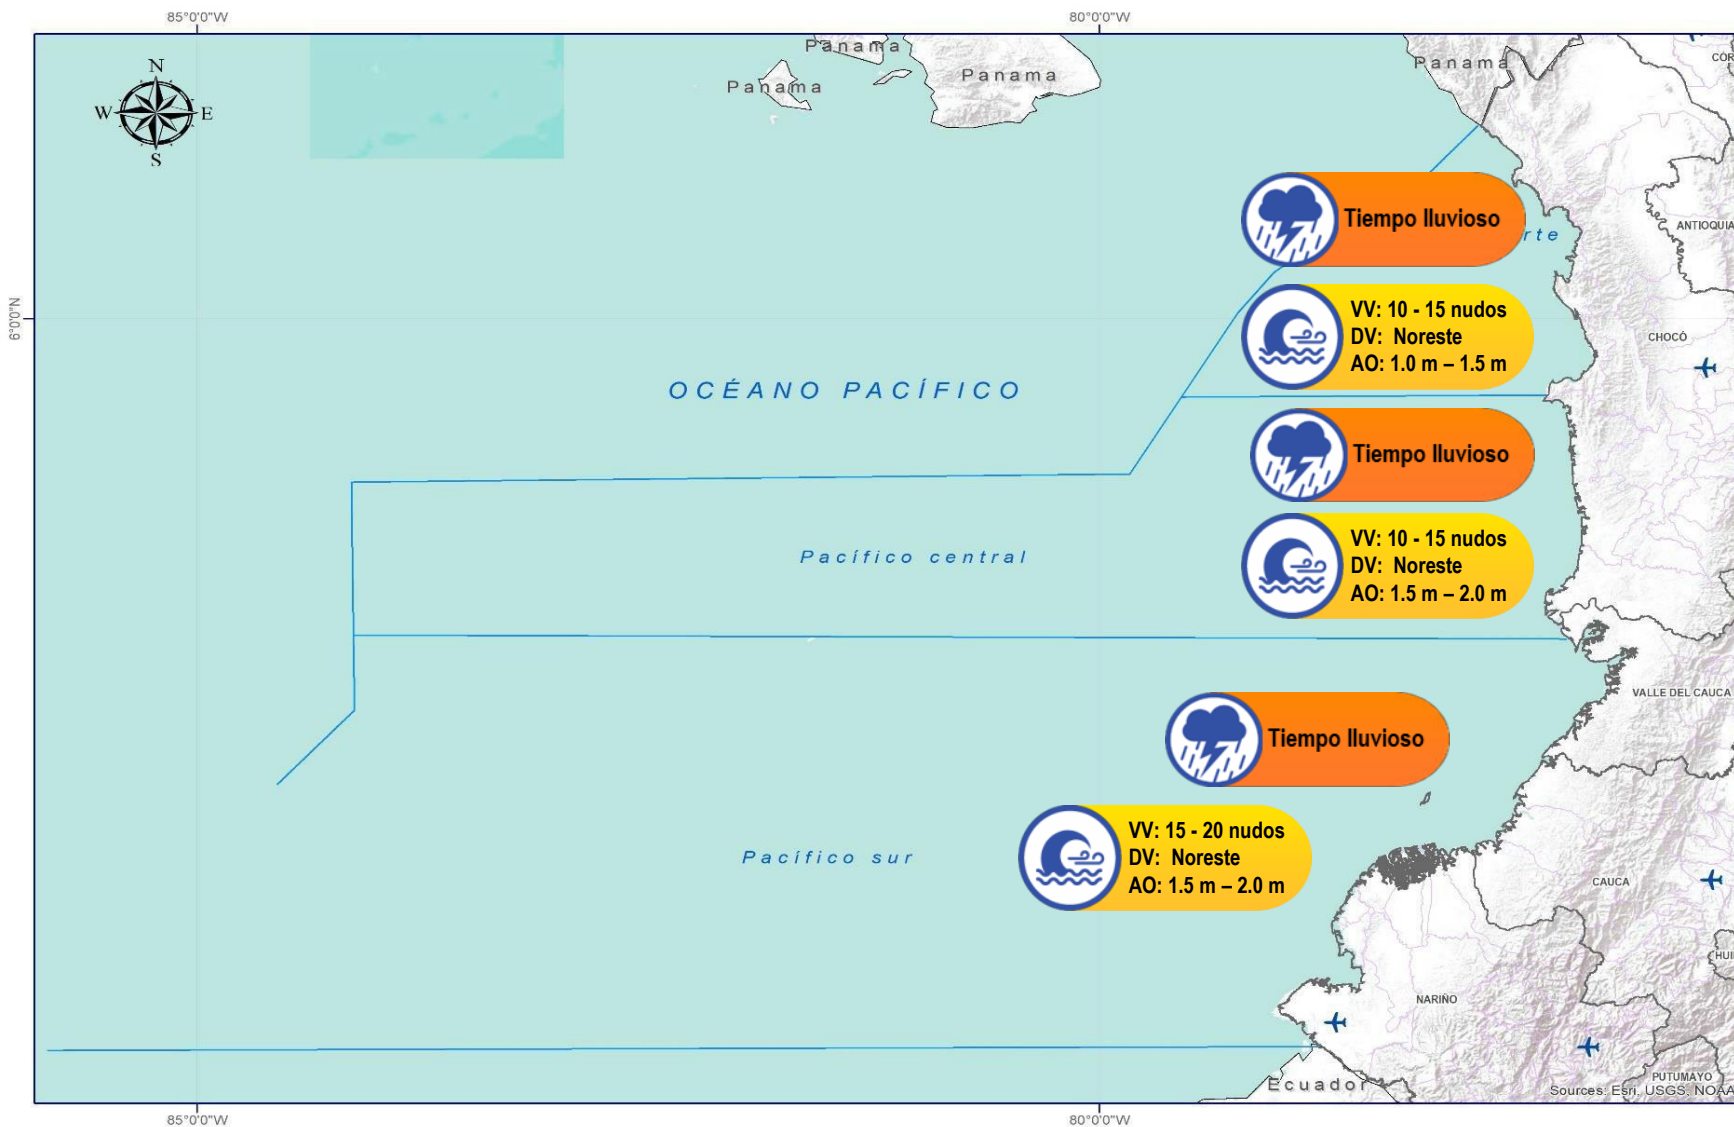 85°0'0"W
80°0'0"W
Panama
Panama
Panama
Panama
CÓR
N
W
E
S
Tiempo lluvioso
rte
ANTIOQUIA
6°0'0"N
VV: 10 - 15 nudos
DV: Noreste
AO: 1.0 m – 1.5 m
CHOCÓ
OCÉANO PACÍFICO
Tiempo lluvioso
VV: 10 - 15 nudos
DV: Noreste
AO: 1.5 m – 2.0 m
Pacífico central
VALLE DEL CAUCA
Tiempo lluvioso
VV: 15 - 20 nudos
DV: Noreste
AO: 1.5 m – 2.0 m
Pacífico sur
CAUCA
HUI
NARIÑO
Ecuador
PUTUMAYO
Sources: Esri, USGS, NOAA
85°0'0"W
80°0'0"W